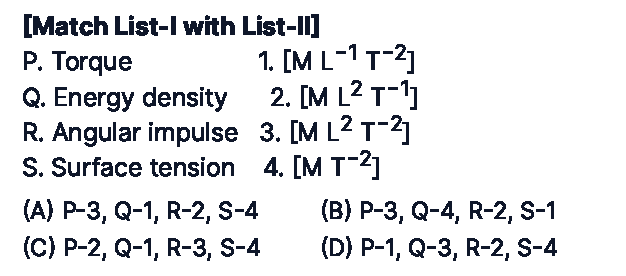 [Match List-I with List-II]
P. Torque 1. [M L⁻¹ T⁻²]
Q. Energy density 2. [M L² T⁻¹]
R. Angular impulse 3. [M L² T⁻²]
S. Surface tension 4. [M T⁻²]
(A) P-3, Q-1, R-2, S-4 (B) P-3, Q-4, R-2, S-1
(C) P-2, Q-1, R-3, S-4 (D) P-1, Q-3, R-2, S-4